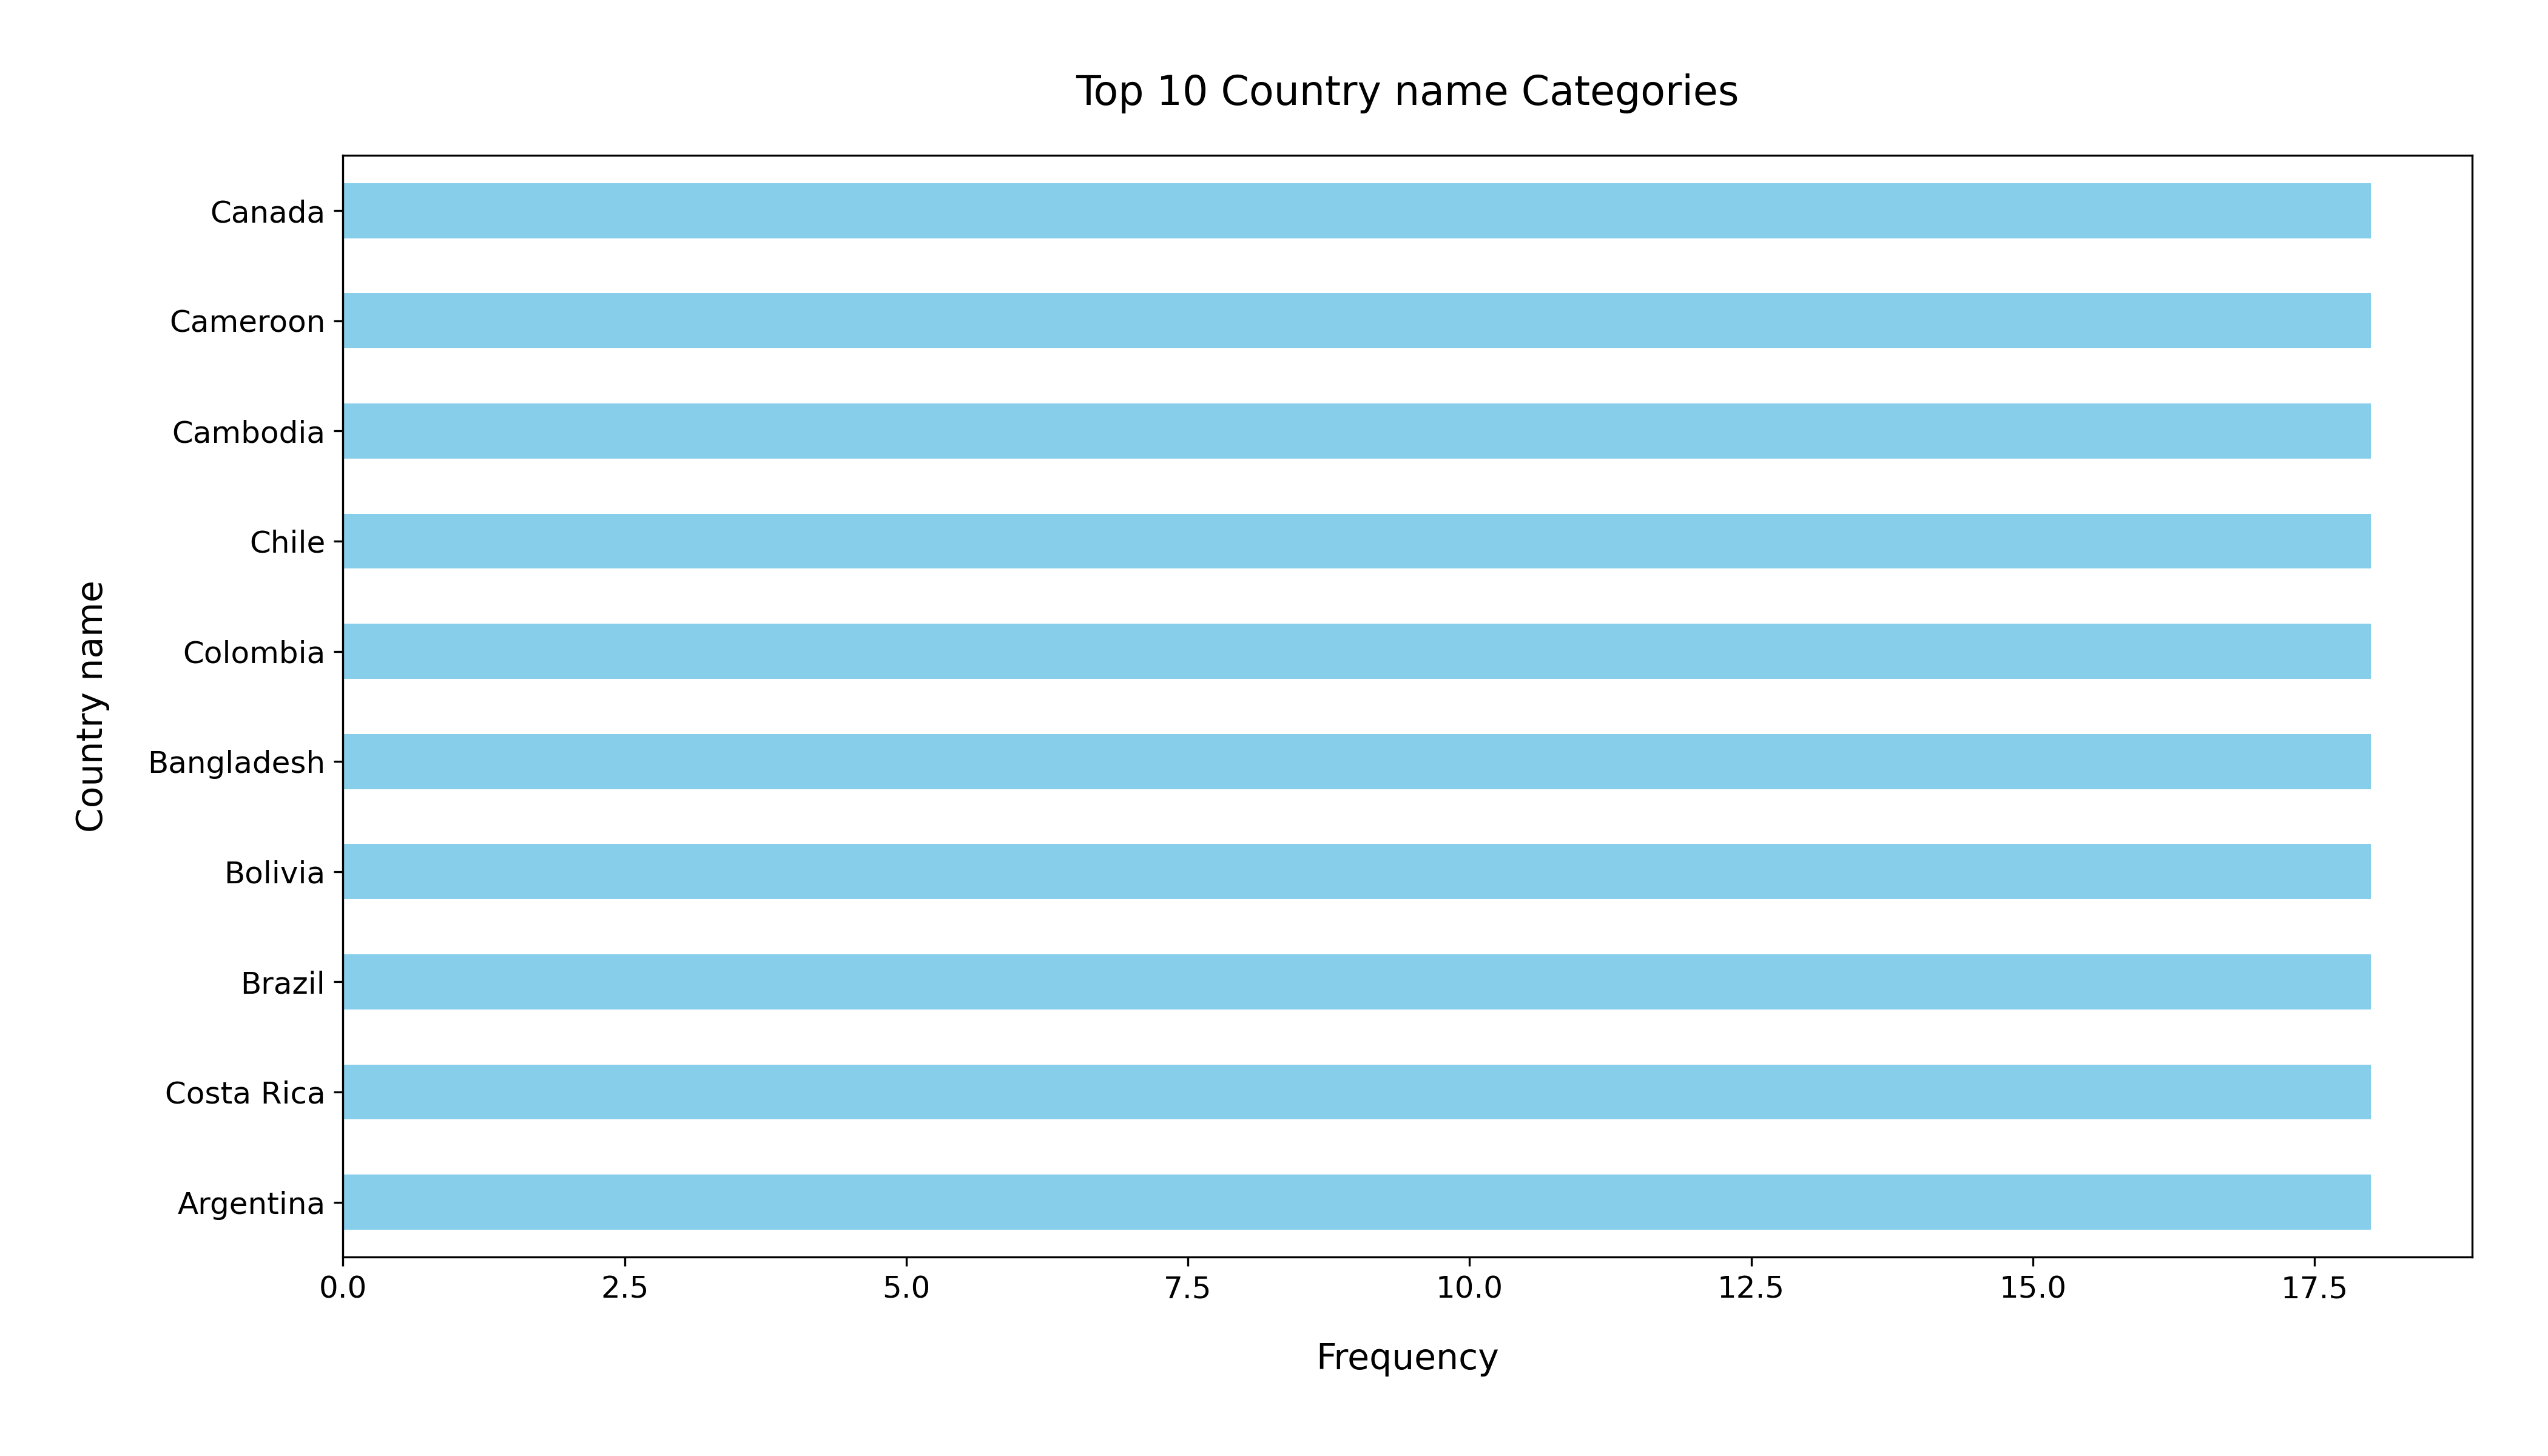 Top 10 Country name Categories
Country name
Canada
Cameroon
Cambodia
Chile
Colombia
Bangladesh
Bolivia
Brazil
Costa Rica
Argentina
0.0 2.5 5.0 7.5 10.0 12.5 15.0 17.5
Frequency